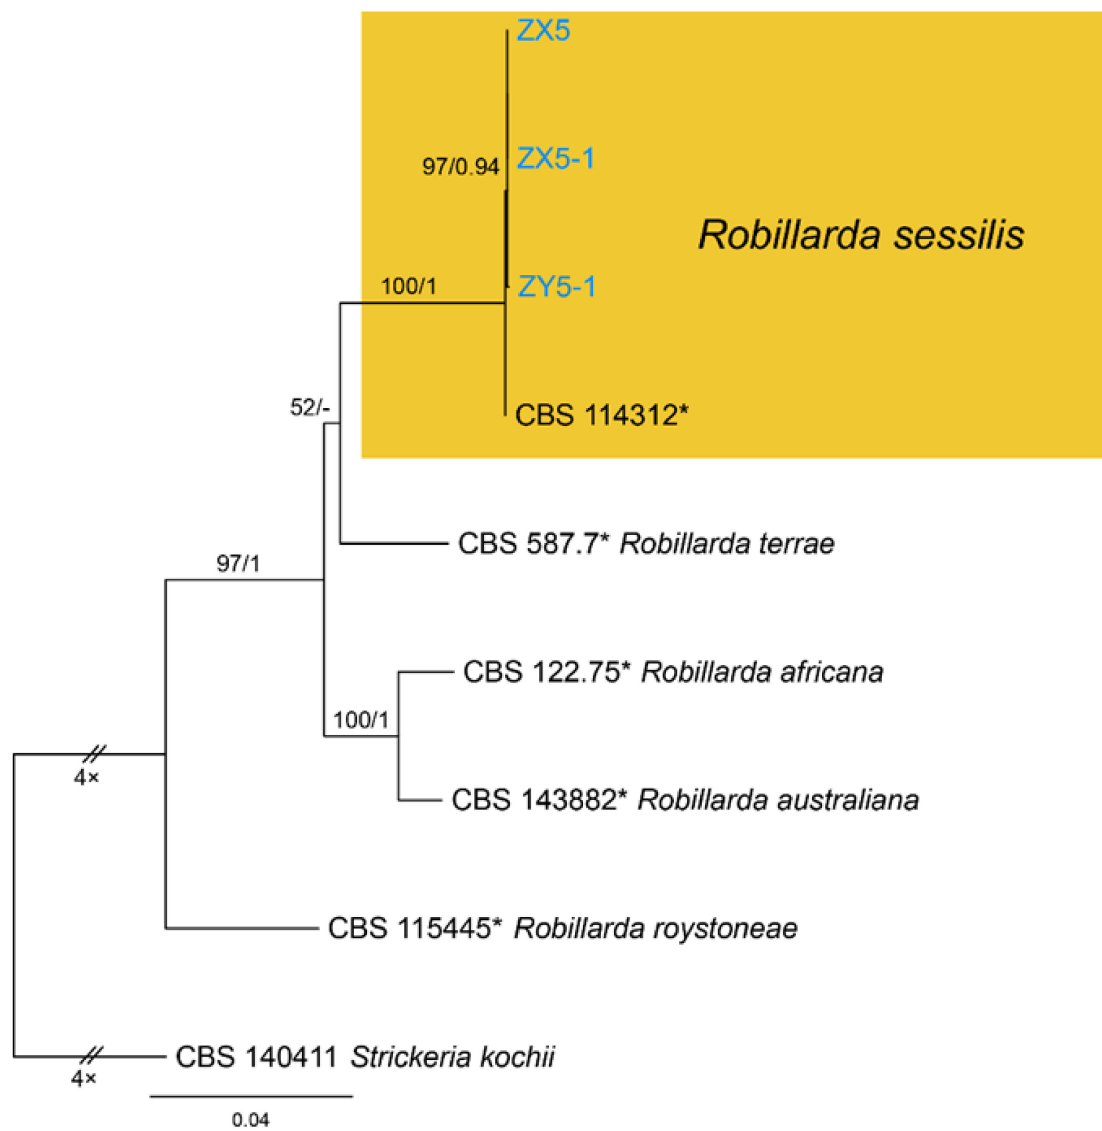 ZX5
97/0.94
ZX5-1
Robillarda sessilis
100/1
ZY5-1
52/-
CBS 114312*
CBS 587.7* Robillarda terrae
97/1
CBS 122.75* Robillarda africana
100/1
4×
CBS 143882* Robillarda australiana
CBS 115445* Robillarda roystoneae
CBS 140411 Strickeria kochii
4×
0.04